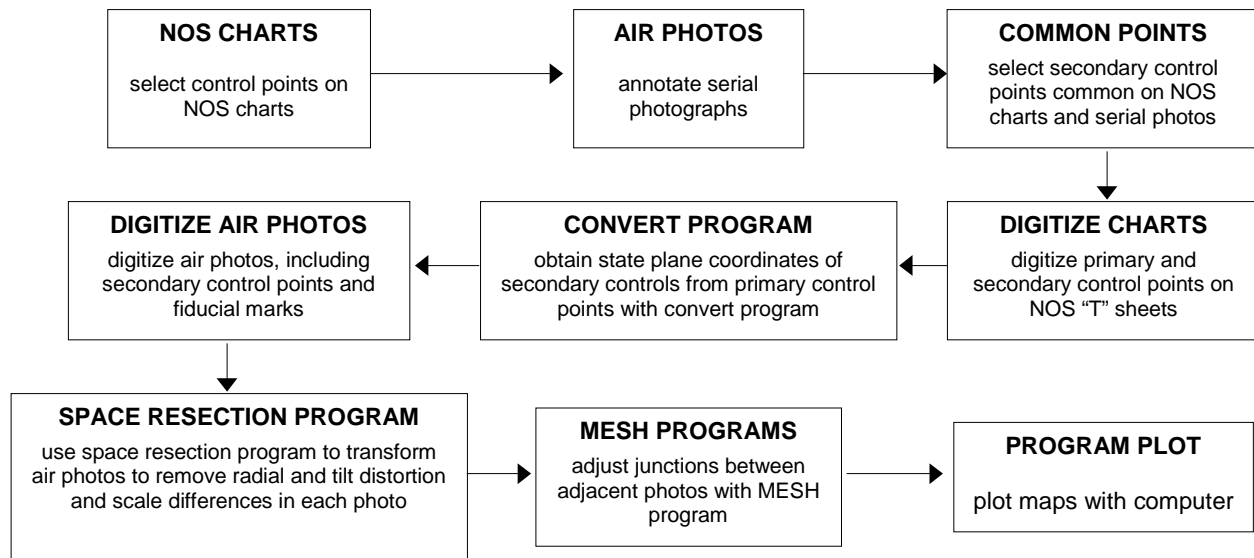 NOS CHARTS
select control points on
NOS charts
AIR PHOTOS
annotate serial
photographs
COMMON POINTS
select secondary control
points common on NOS
charts and serial photos
DIGITIZE CHARTS
digitize primary and
secondary control points on
NOS “T” sheets
CONVERT PROGRAM
obtain state plane coordinates of
secondary controls from primary control
points with convert program
DIGITIZE AIR PHOTOS
digitize air photos, including
secondary control points and
fiducial marks
SPACE RESECTION PROGRAM
use space resection program to transform
air photos to remove radial and tilt distortion
and scale differences in each photo
MESH PROGRAMS
adjust junctions between
adjacent photos with MESH
program
PROGRAM PLOT
plot maps with computer